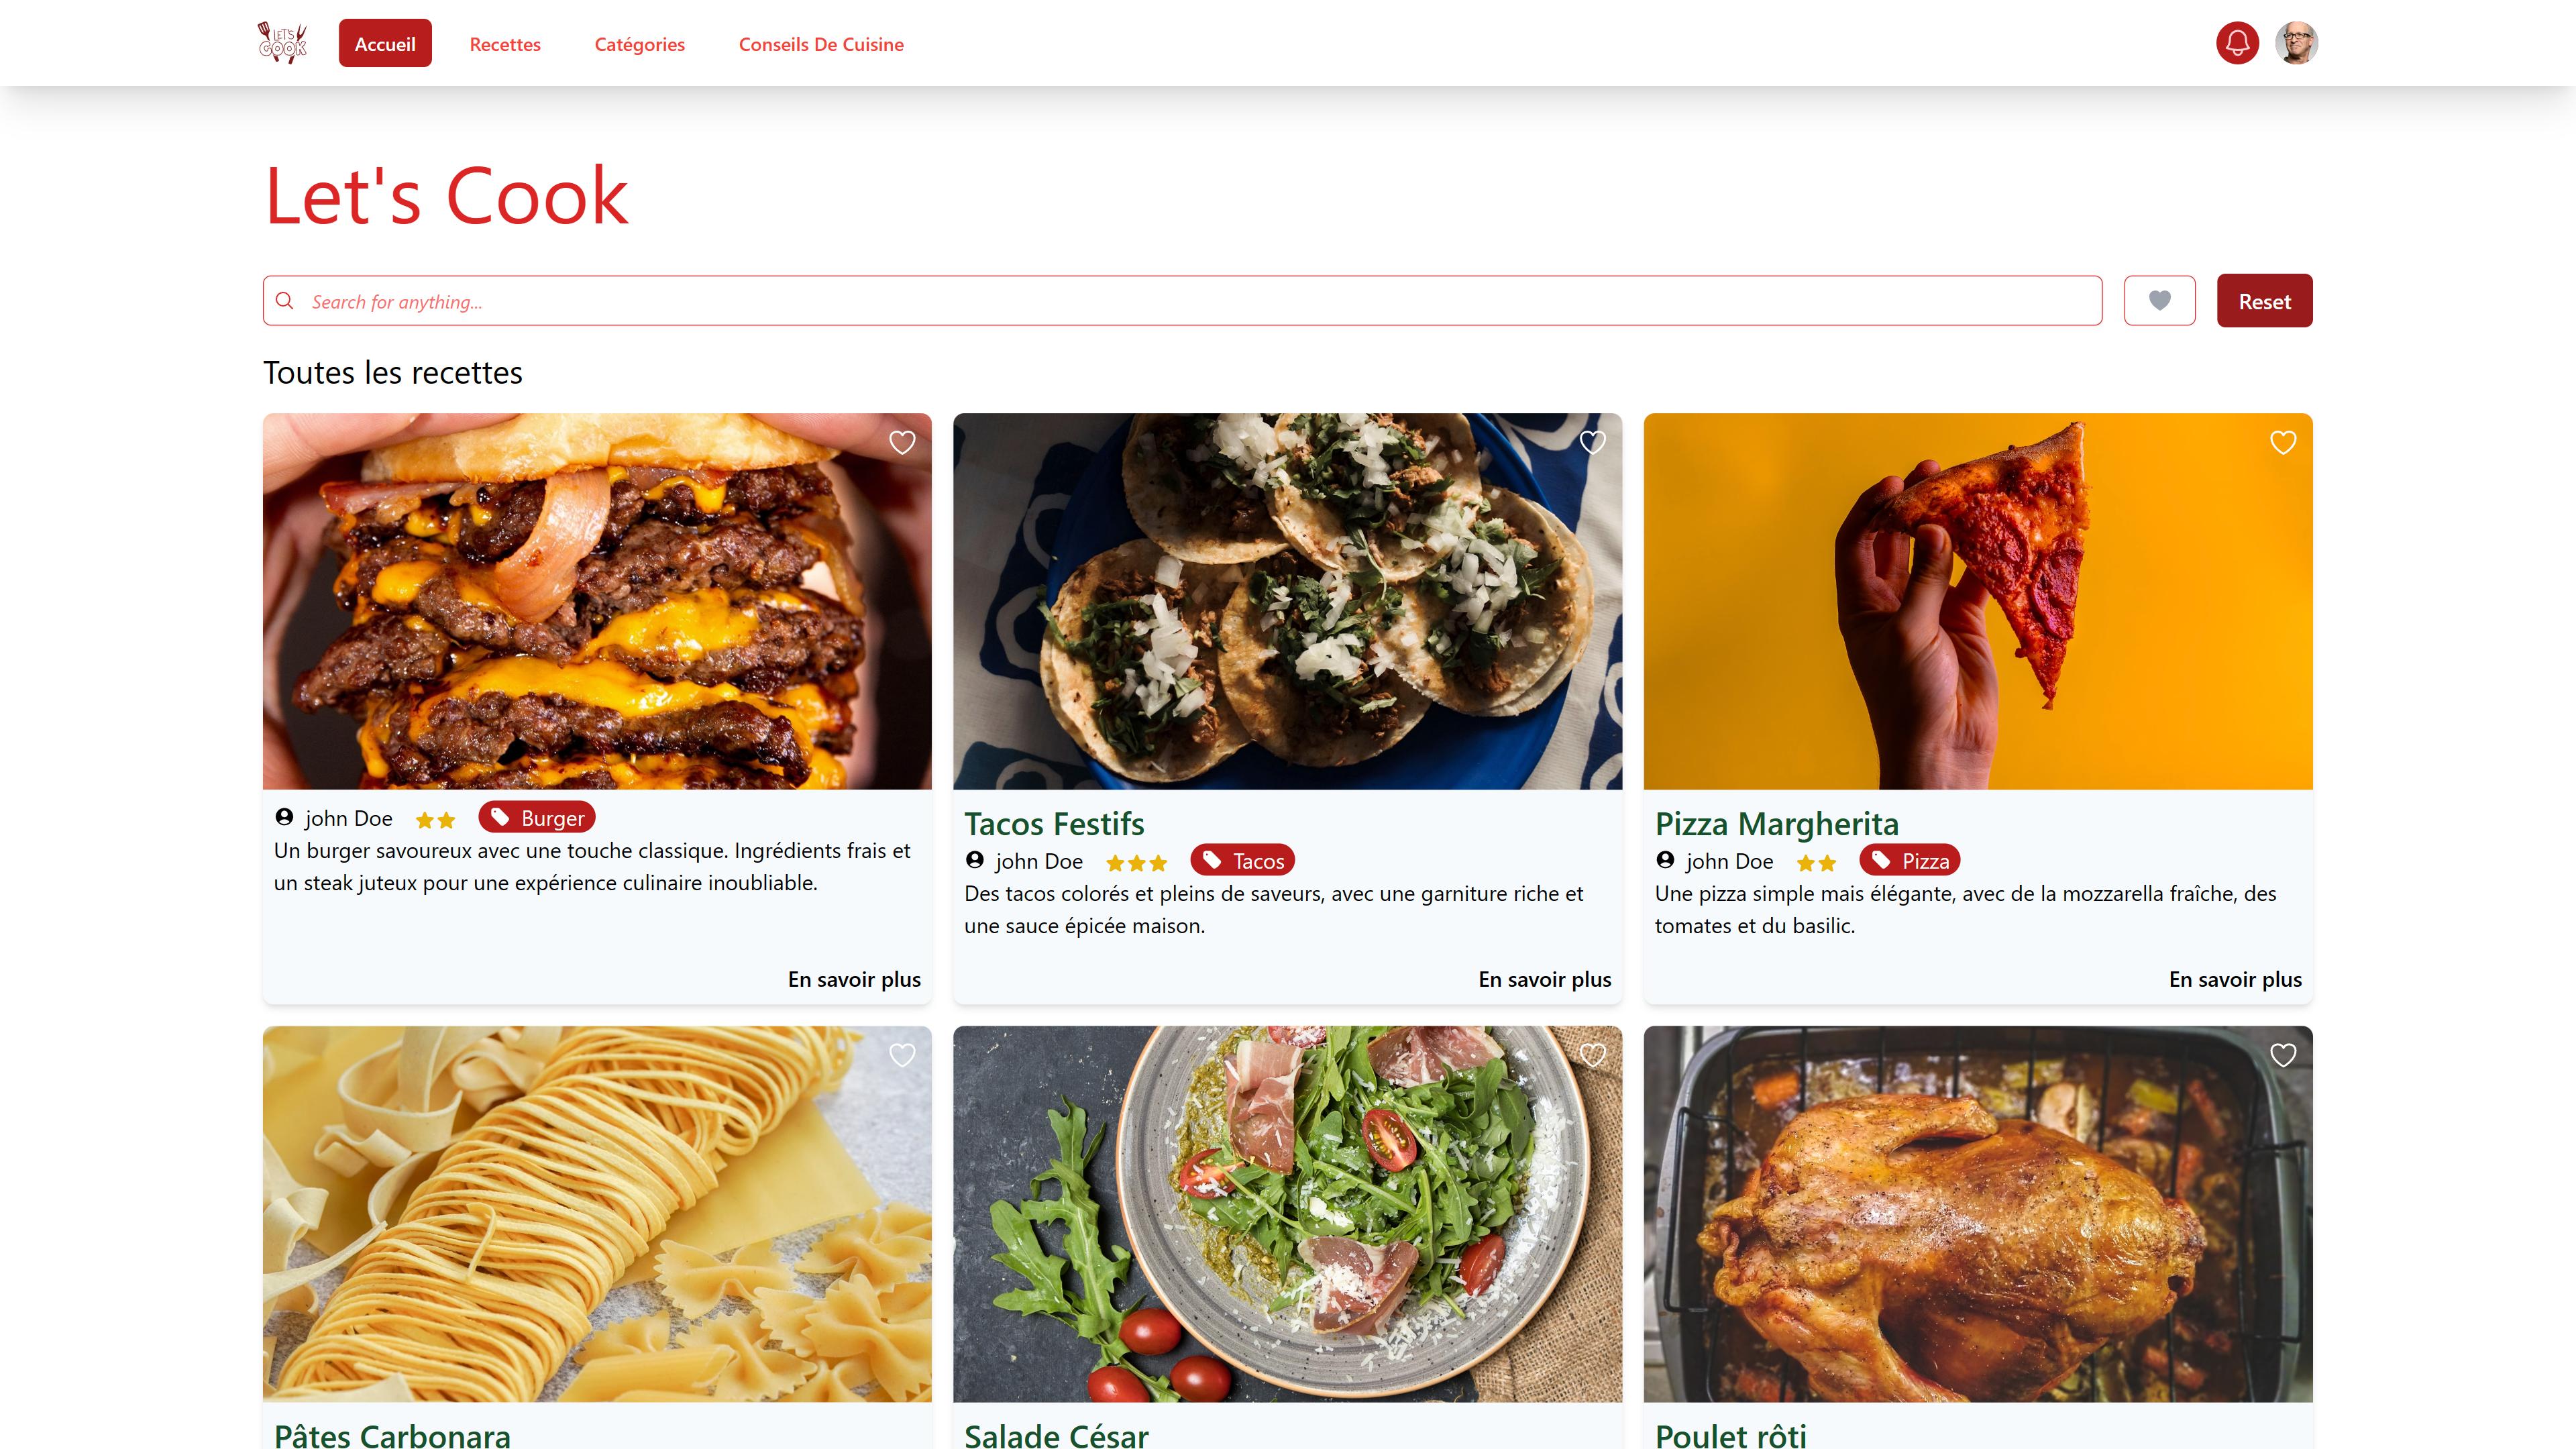 LET'S
COOK
Accueil
Recettes
Catégories
Conseils De Cuisine
Let's Cook
Search for anything...
Reset
Toutes les recettes
john Doe
Burger
Un burger savoureux avec une touche classique. Ingrédients frais et
un steak juteux pour une expérience culinaire inoubliable.
En savoir plus
Tacos Festifs
john Doe
Tacos
Des tacos colorés et pleins de saveurs, avec une garniture riche et
une sauce épicée maison.
En savoir plus
Pizza Margherita
john Doe
Pizza
Une pizza simple mais élégante, avec de la mozzarella fraîche, des
tomates et du basilic.
En savoir plus
Pâtes Carbonara
Salade César
Poulet rôti